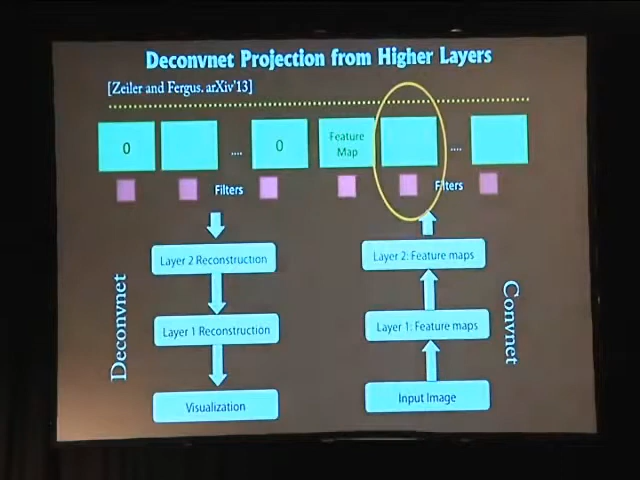 Deconvnet Projection from Higher Layers
[Zeiler and Fergus. arXiv'13]
0 .... 0 Feature Map ....
Filters Filters
Layer 2 Reconstruction Layer 2: Feature maps
Deconvnet Convnet
Layer 1 Reconstruction Layer 1: Feature maps
Visualization Input Image